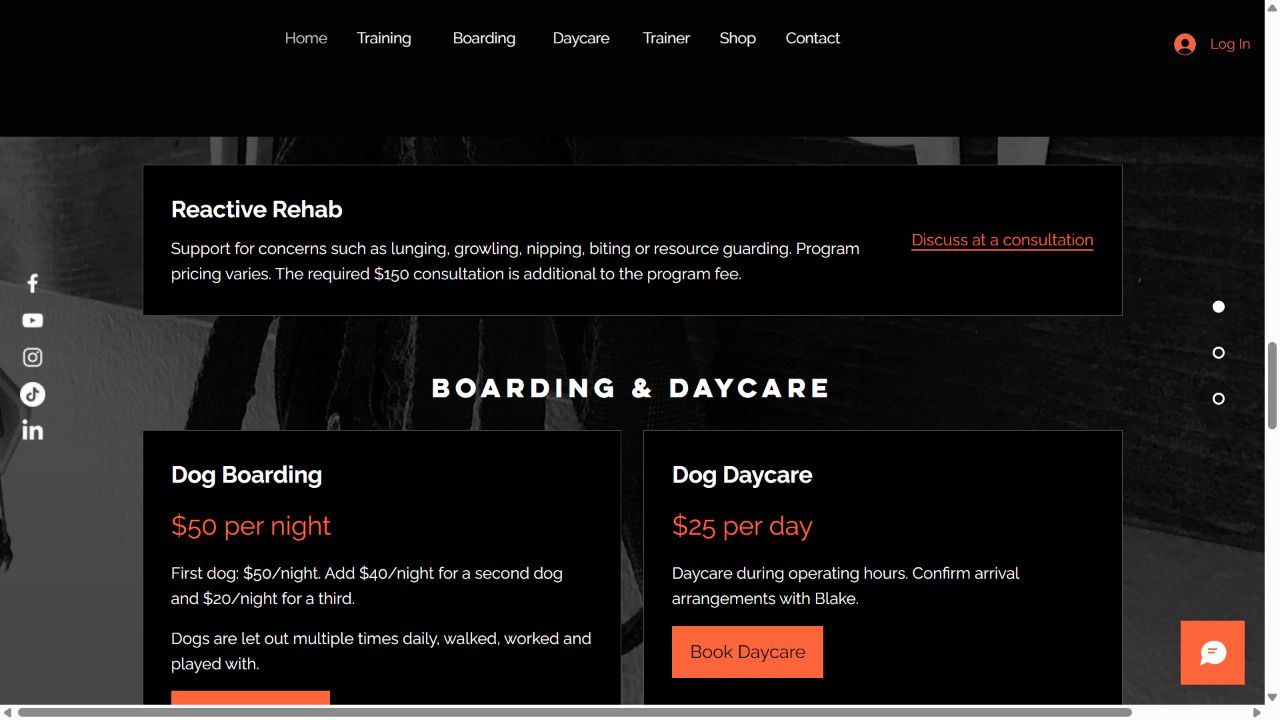 Home
Training
Boarding
Daycare
Trainer
Shop
Contact
Log In
Reactive Rehab
Support for concerns such as lunging, growling, nipping, biting or resource guarding. Program
pricing varies. The required $150 consultation is additional to the program fee.
Discuss at a consultation
BOARDING & DAYCARE
Dog Boarding
$50 per night
First dog: $50/night. Add $40/night for a second dog
and $20/night for a third.
Dogs are let out multiple times daily, walked, worked and
played with.
Dog Daycare
$25 per day
Daycare during operating hours. Confirm arrival
arrangements with Blake.
Book Daycare